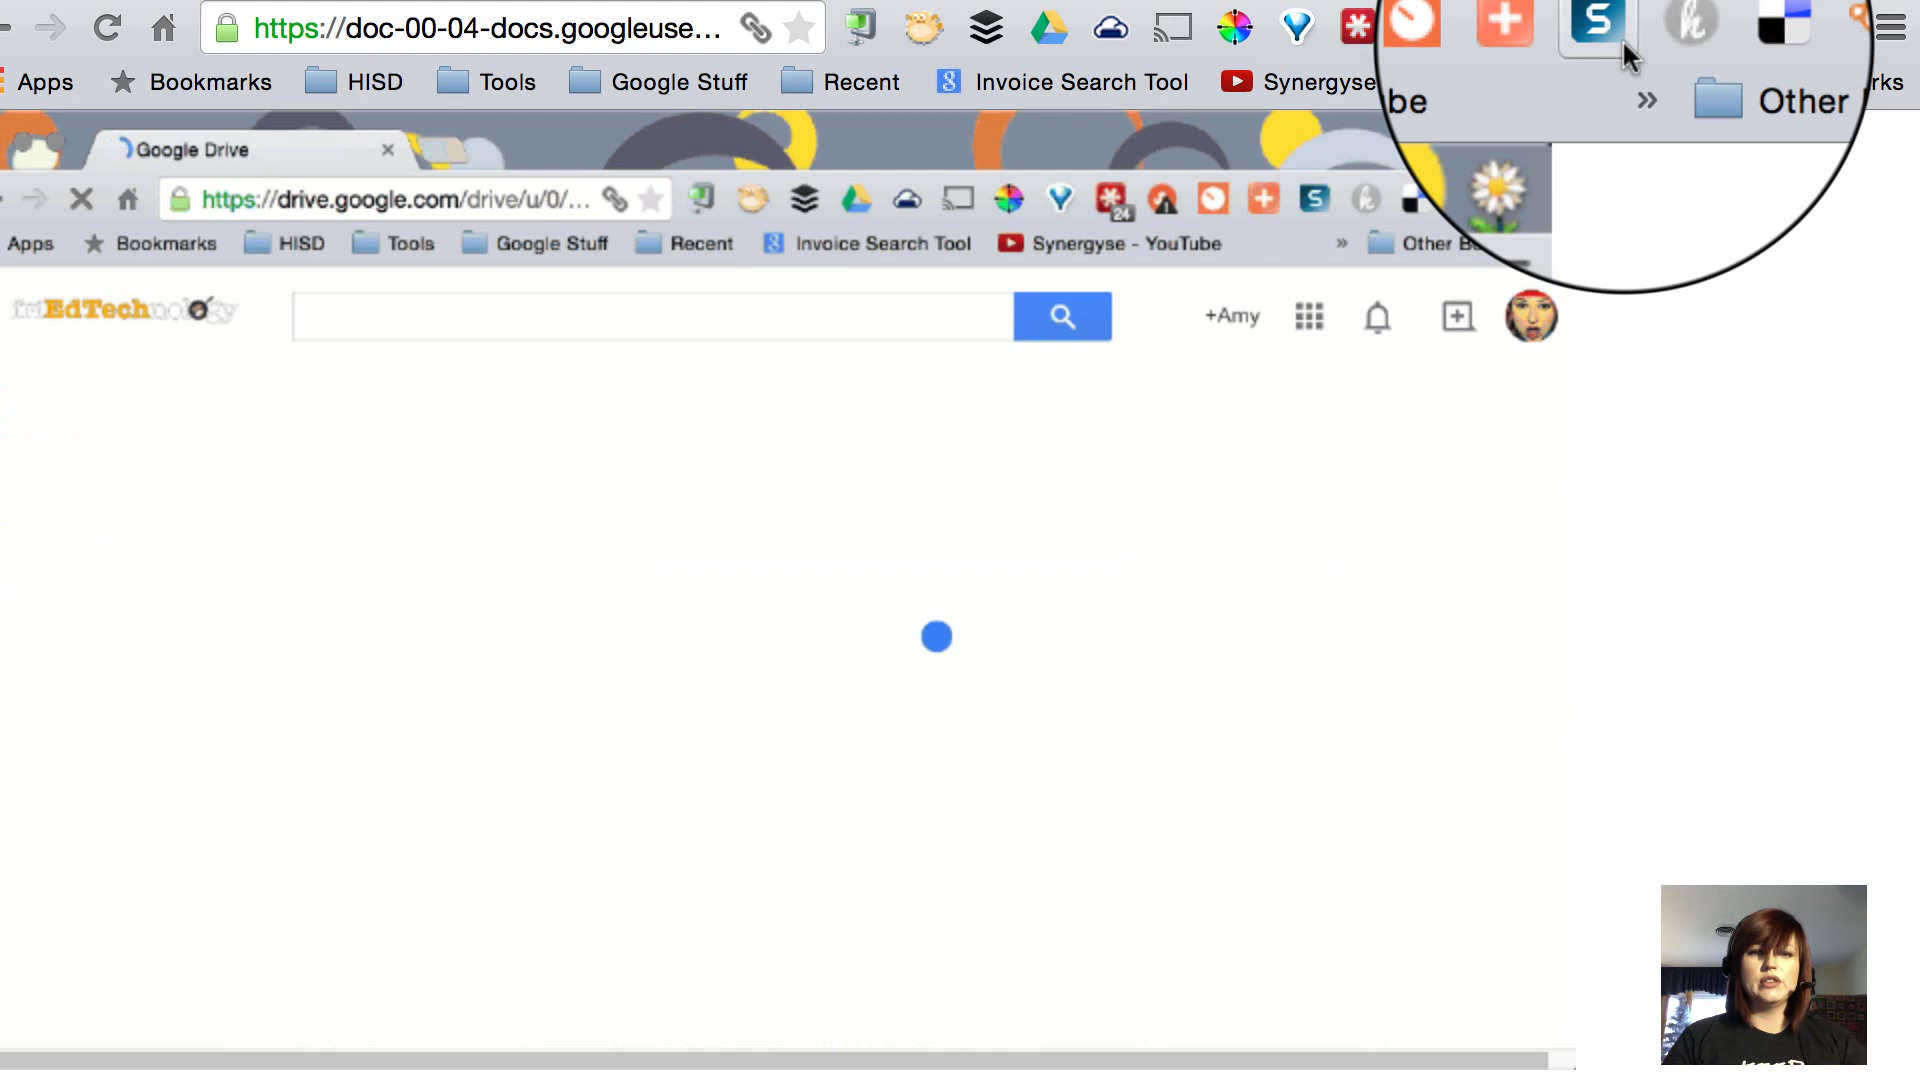 https://doc-00-04-docs.googleuse...
Apps Bookmarks HISD Tools Google Stuff Recent Invoice Search Tool Synergyse be » Other rks
Google Drive
https://drive.google.com/drive/u/0/... 24
Apps Bookmarks HISD Tools Google Stuff Recent Invoice Search Tool Synergyse - YouTube » Other B
friEdTechnology
+Amy